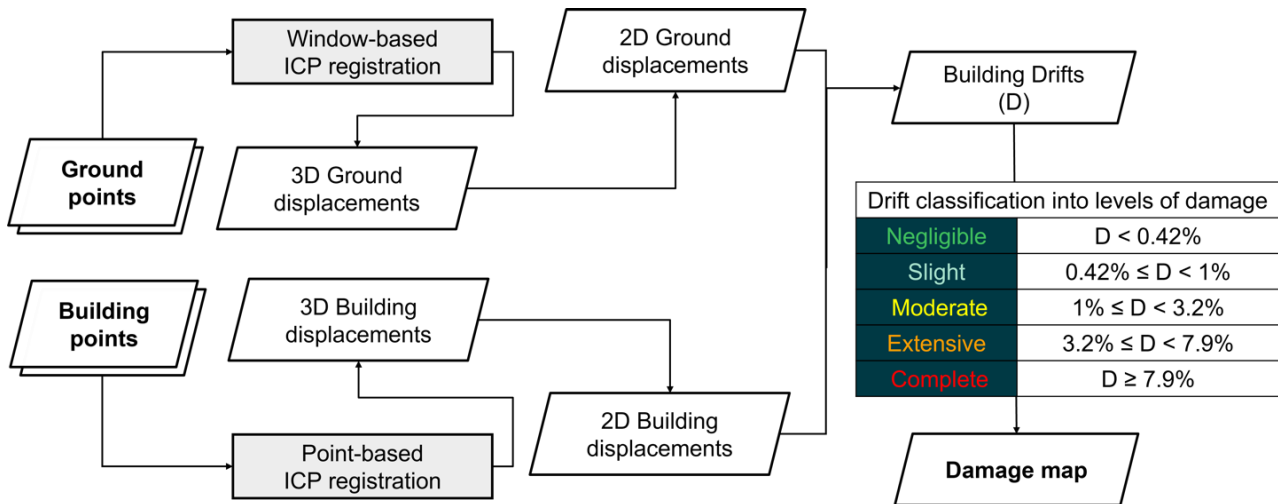 Window-based
ICP registration
2D Ground
displacements
Building Drifts
(D)
Ground
points
3D Ground
displacements
Drift classification into levels of damage
Negligible D < 0.42%
Slight 0.42% ≤ D < 1%
Moderate 1% ≤ D < 3.2%
Extensive 3.2% ≤ D < 7.9%
Complete D ≥ 7.9%
Building
points
3D Building
displacements
2D Building
displacements
Point-based
ICP registration
Damage map